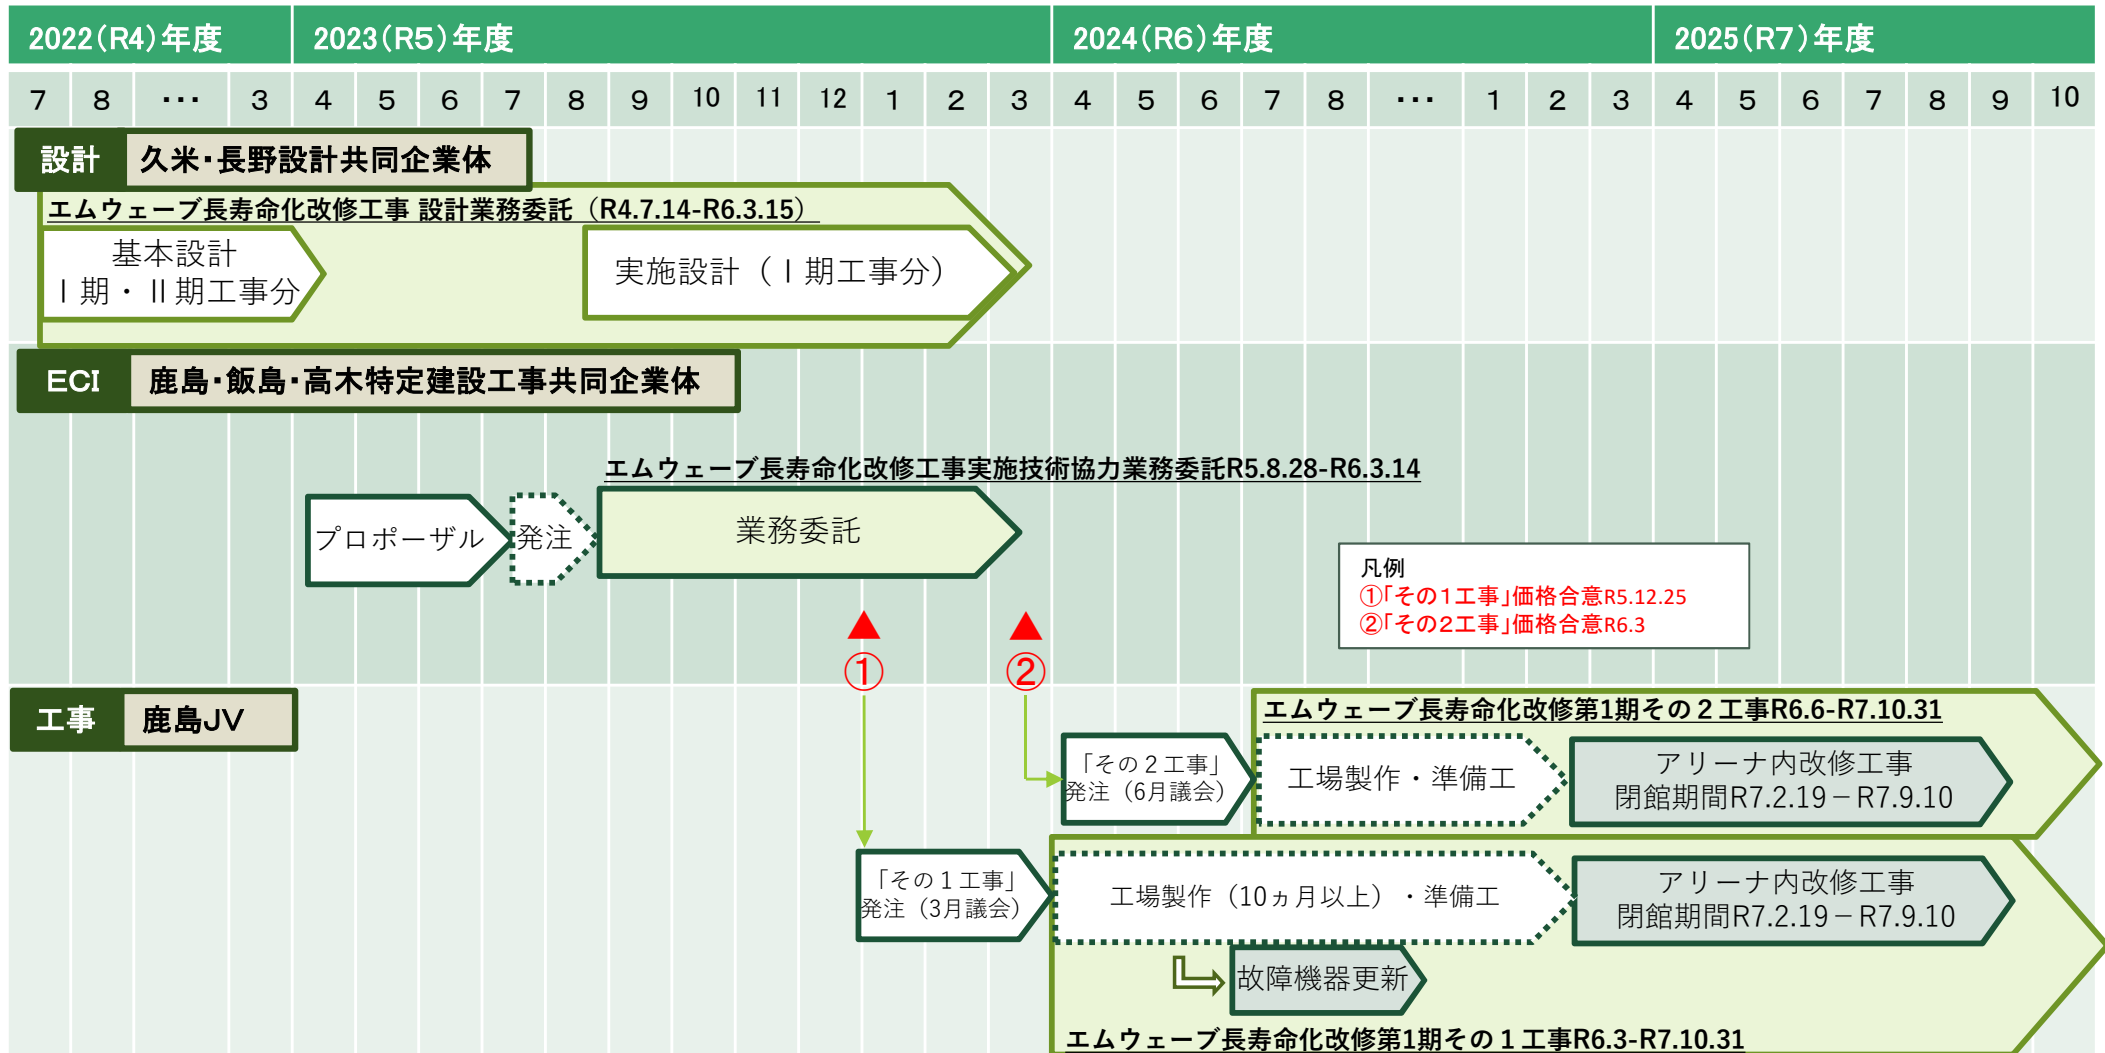 2022(R4)年度 2023(R5)年度 2024(R6)年度 2025(R7)年度
7 8 ・・・ 3 4 5 6 7 8 9 10 11 12 1 2 3 4 5 6 7 8 ・・・ 1 2 3 4 5 6 7 8 9 10
設計 久米・長野設計共同企業体
エムウェーブ長寿命化改修工事 設計業務委託（R4.7.14-R6.3.15）
基本設計
Ⅰ期・Ⅱ期工事分
実施設計（Ⅰ期工事分）
ECI 鹿島・飯島・高木特定建設工事共同企業体
エムウェーブ長寿命化改修工事実施技術協力業務委託R5.8.28-R6.3.14
プロポーザル 発注 業務委託
凡例
①「その１工事」価格合意R5.12.25
②「その２工事」価格合意R6.3
① ②
工事 鹿島JV
エムウェーブ長寿命化改修第1期その２工事R6.6-R7.10.31
「その２工事」
発注（6月議会）
工場製作・準備工
アリーナ内改修工事
閉館期間R7.2.19－R7.9.10
「その１工事」
発注（3月議会）
工場製作（10ヵ月以上）・準備工
アリーナ内改修工事
閉館期間R7.2.19－R7.9.10
故障機器更新
エムウェーブ長寿命化改修第1期その１工事R6.3-R7.10.31